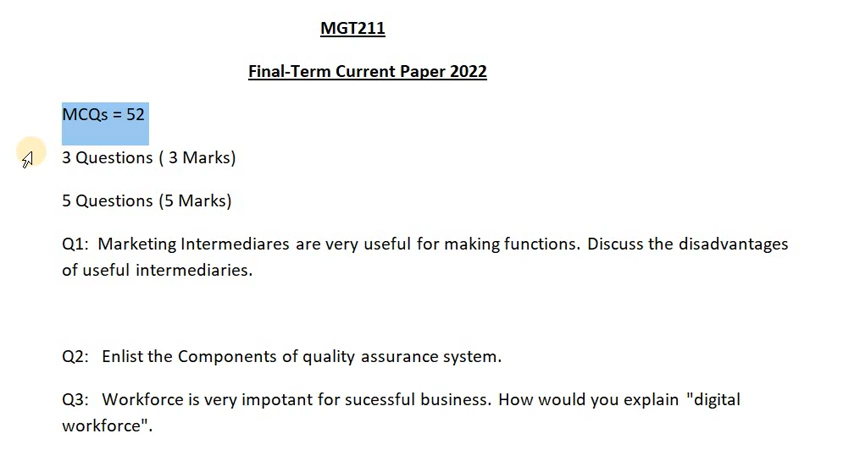 MGT211
Final-Term Current Paper 2022
MCQs = 52
3 Questions ( 3 Marks)
5 Questions (5 Marks)
Q1: Marketing Intermediares are very useful for making functions. Discuss the disadvantages
of useful intermediaries.
Q2: Enlist the Components of quality assurance system.
Q3: Workforce is very impotant for sucessful business. How would you explain "digital
workforce".